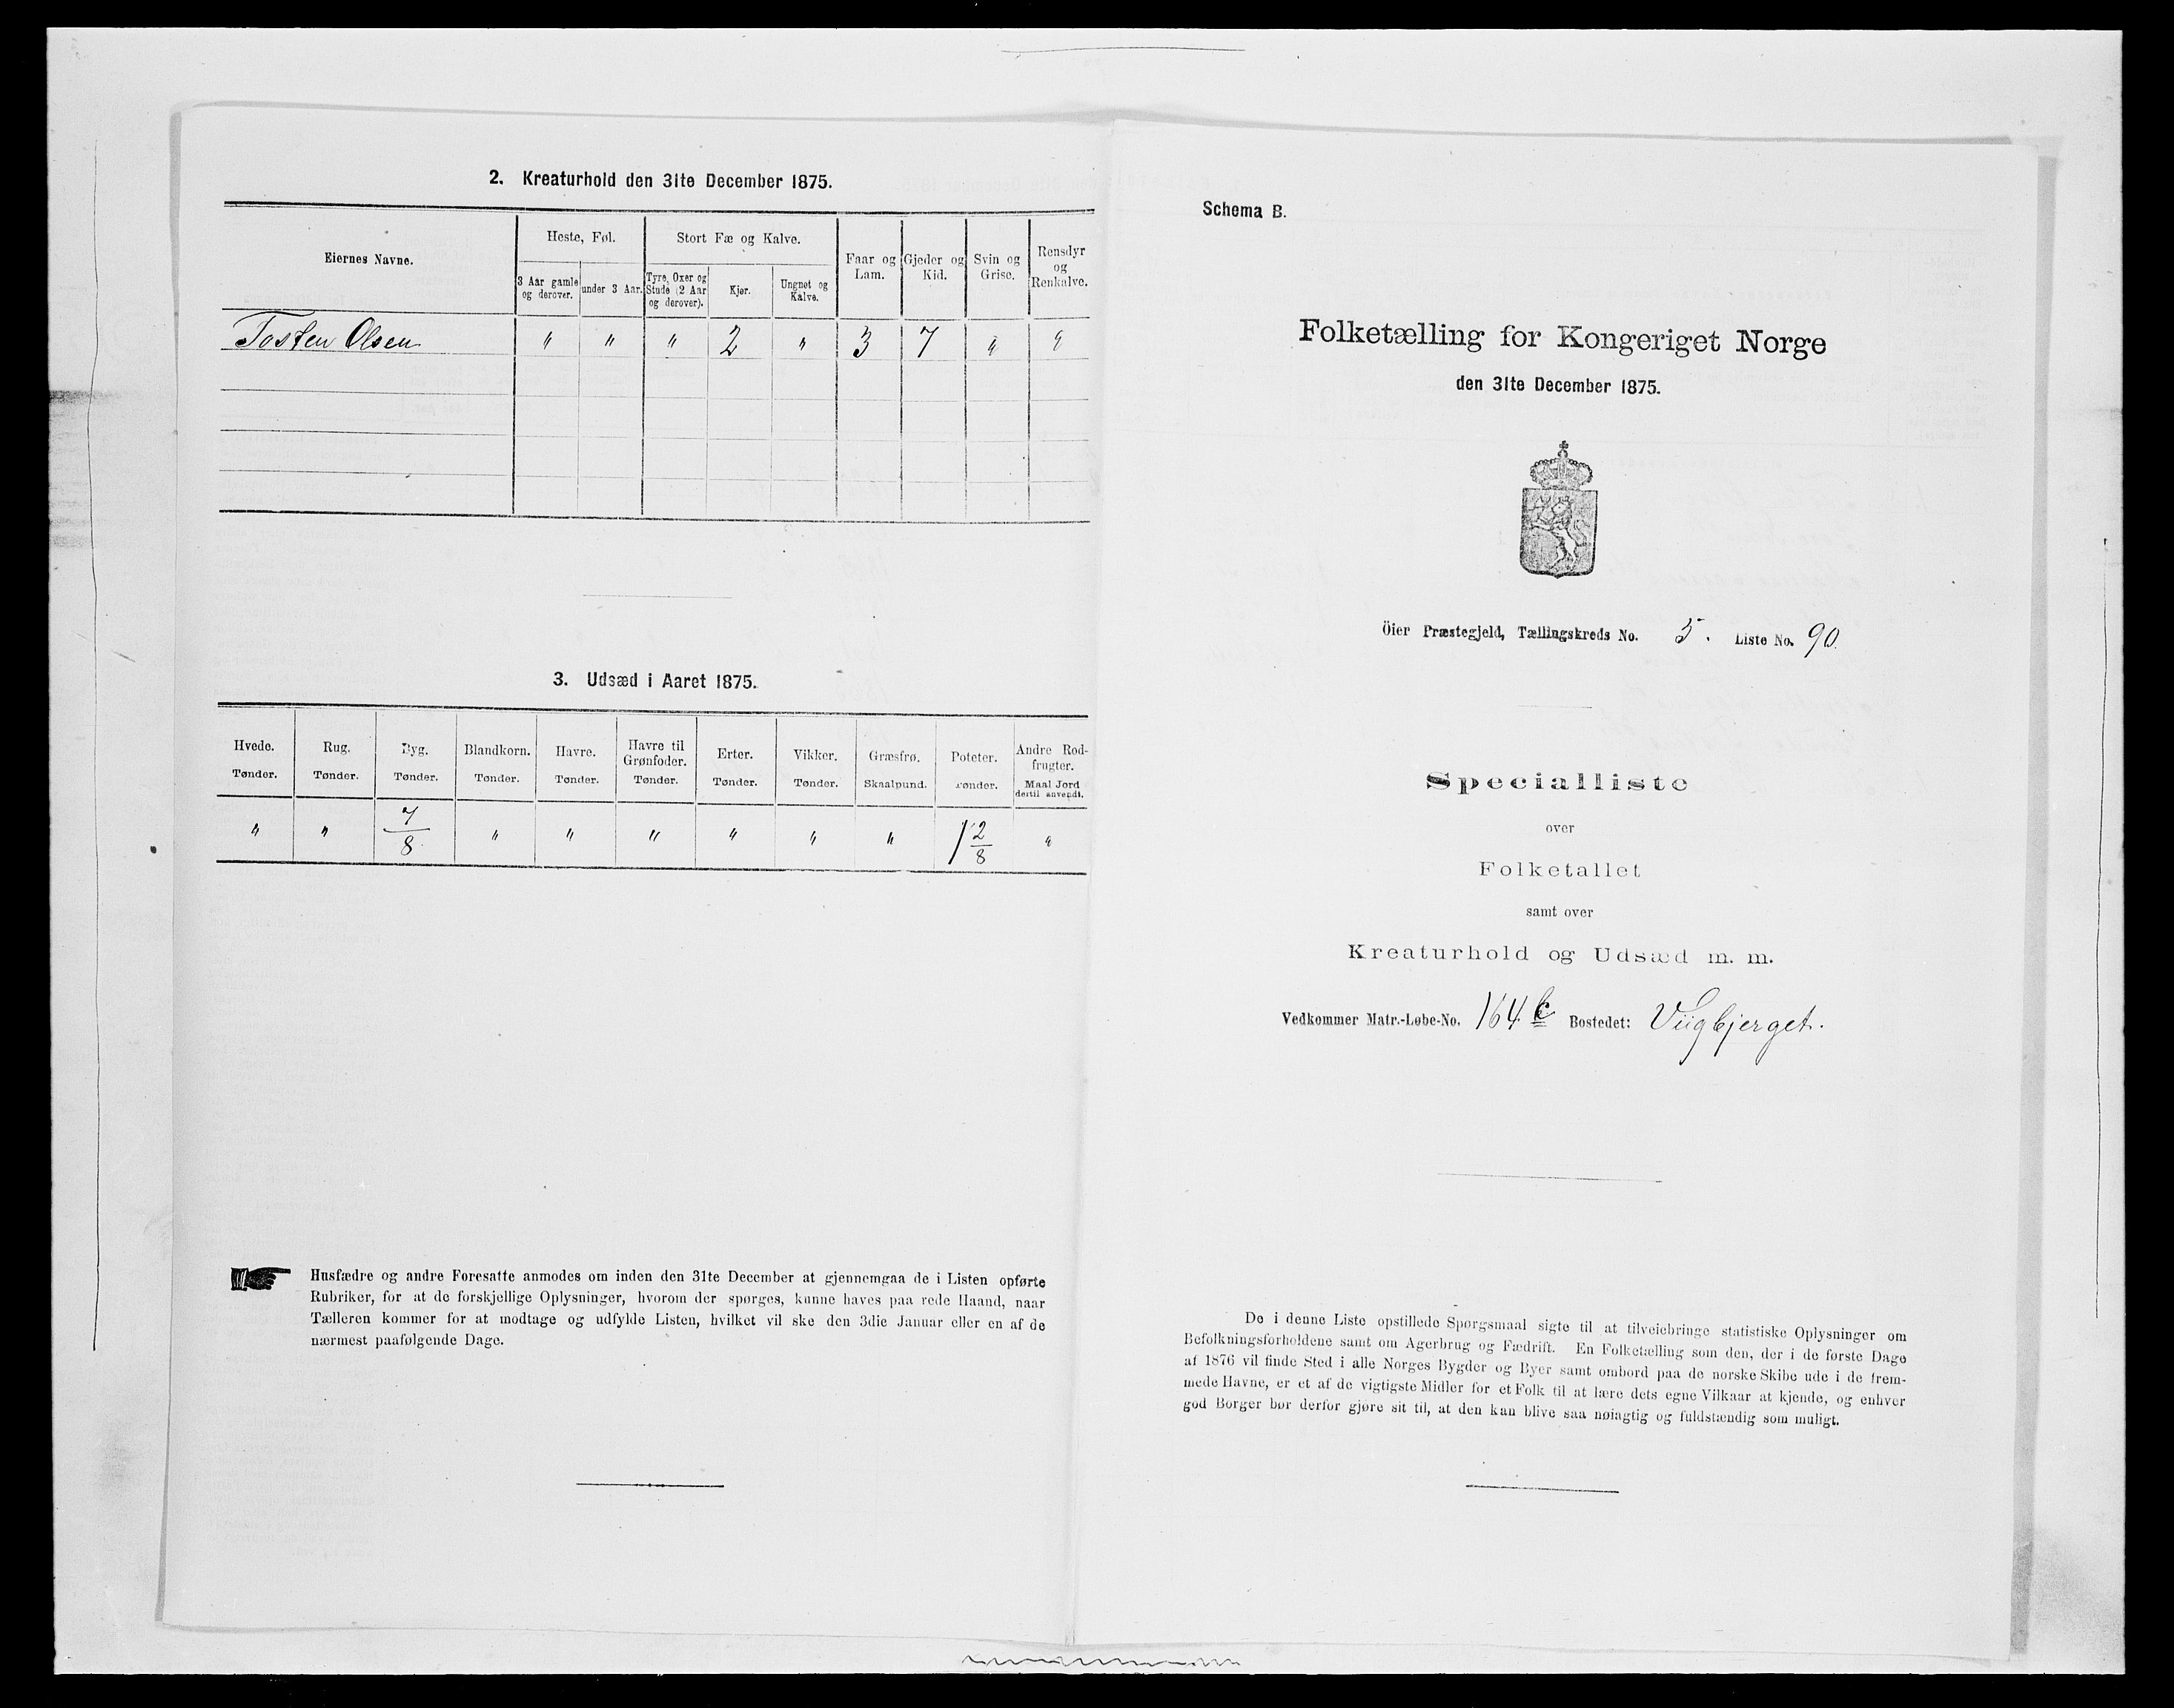 2. Kreaturhold den 31te December 1875.
Eiernes Navne.
Heste, Føl.
Stort Fæ og Kalve.
Faar og Lam.
Gjeder og Kid.
Svin og Grise.
Rensdyr og Renkalve.
3 Aar gamle og derover.
under 3 Aar.
Tyre, Oxer og Stude (2 Aar og derover).
Kjør.
Ungnøt og Kalve.
Tosten Olsen " " " 2 " 3 7 " "
3. Udsæd i Aaret 1875.
Hvede. Rug. Byg. Blandkorn. Havre. Havre til Grønfoder. Erter. Vikker. Græsfrø. Poteter. Andre Rodfrugter.
Tønder. Tønder. Tønder. Tønder. Tønder. Tønder. Tønder. Tønder. Skaalpund. Tønder. Maal Jord dertil anvendt.
" " 7/8 " " " " " " 1 2/8 "
Husfædre og andre Foresatte anmodes om inden den 31te December at gjennemgaa de i Listen opførte
Rubriker, for at de forskjellige Oplysninger, hvorom der spørges, kunne haves paa rede Haand, naar
Tælleren kommer for at modtage og udfylde Listen, hvilket vil ske den 3die Januar eller en af de
nærmest paafølgende Dage.
Schema B.
Folketælling for Kongeriget Norge
den 31te December 1875.
Öier Præstegjeld, Tællingskreds No. 5. Liste No. 90.
Specialliste
over
Folketallet
samt over
Kreaturhold og Udsæd m. m.
Vedkommer Matr.-Løbe-No. 164 c Bostedet: Viigbjerget.
De i denne Liste opstillede Spørgsmaal sigte til at tilveiebringe statistiske Oplysninger om
Befolkningsforholdene samt om Agerbrug og Fædrift. En Folketælling som den, der i de første Dage
af 1876 vil finde Sted i alle Norges Bygder og Byer samt ombord paa de norske Skibe ude i de frem-
mede Havne, er et af de vigtigste Midler for et Folk til at lære dets egne Vilkaar at kjende, og enhver
god Borger bør derfor gjøre sit til, at den kan blive saa nøiagtig og fuldstændig som muligt.